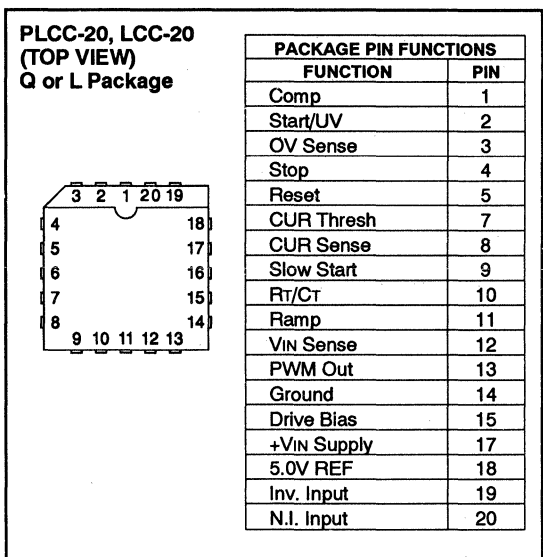 PLCC-20, LCC-20
(TOP VIEW)
Q or L Package
3 2 1 20 19
4 18
5 17
6 16
7 15
8 14
9 10 11 12 13
PACKAGE PIN FUNCTIONS
FUNCTION PIN
Comp 1
Start/UV 2
OV Sense 3
Stop 4
Reset 5
CUR Thresh 7
CUR Sense 8
Slow Start 9
RT/CT 10
Ramp 11
VIN Sense 12
PWM Out 13
Ground 14
Drive Bias 15
+VIN Supply 17
5.0V REF 18
Inv. Input 19
N.I. Input 20